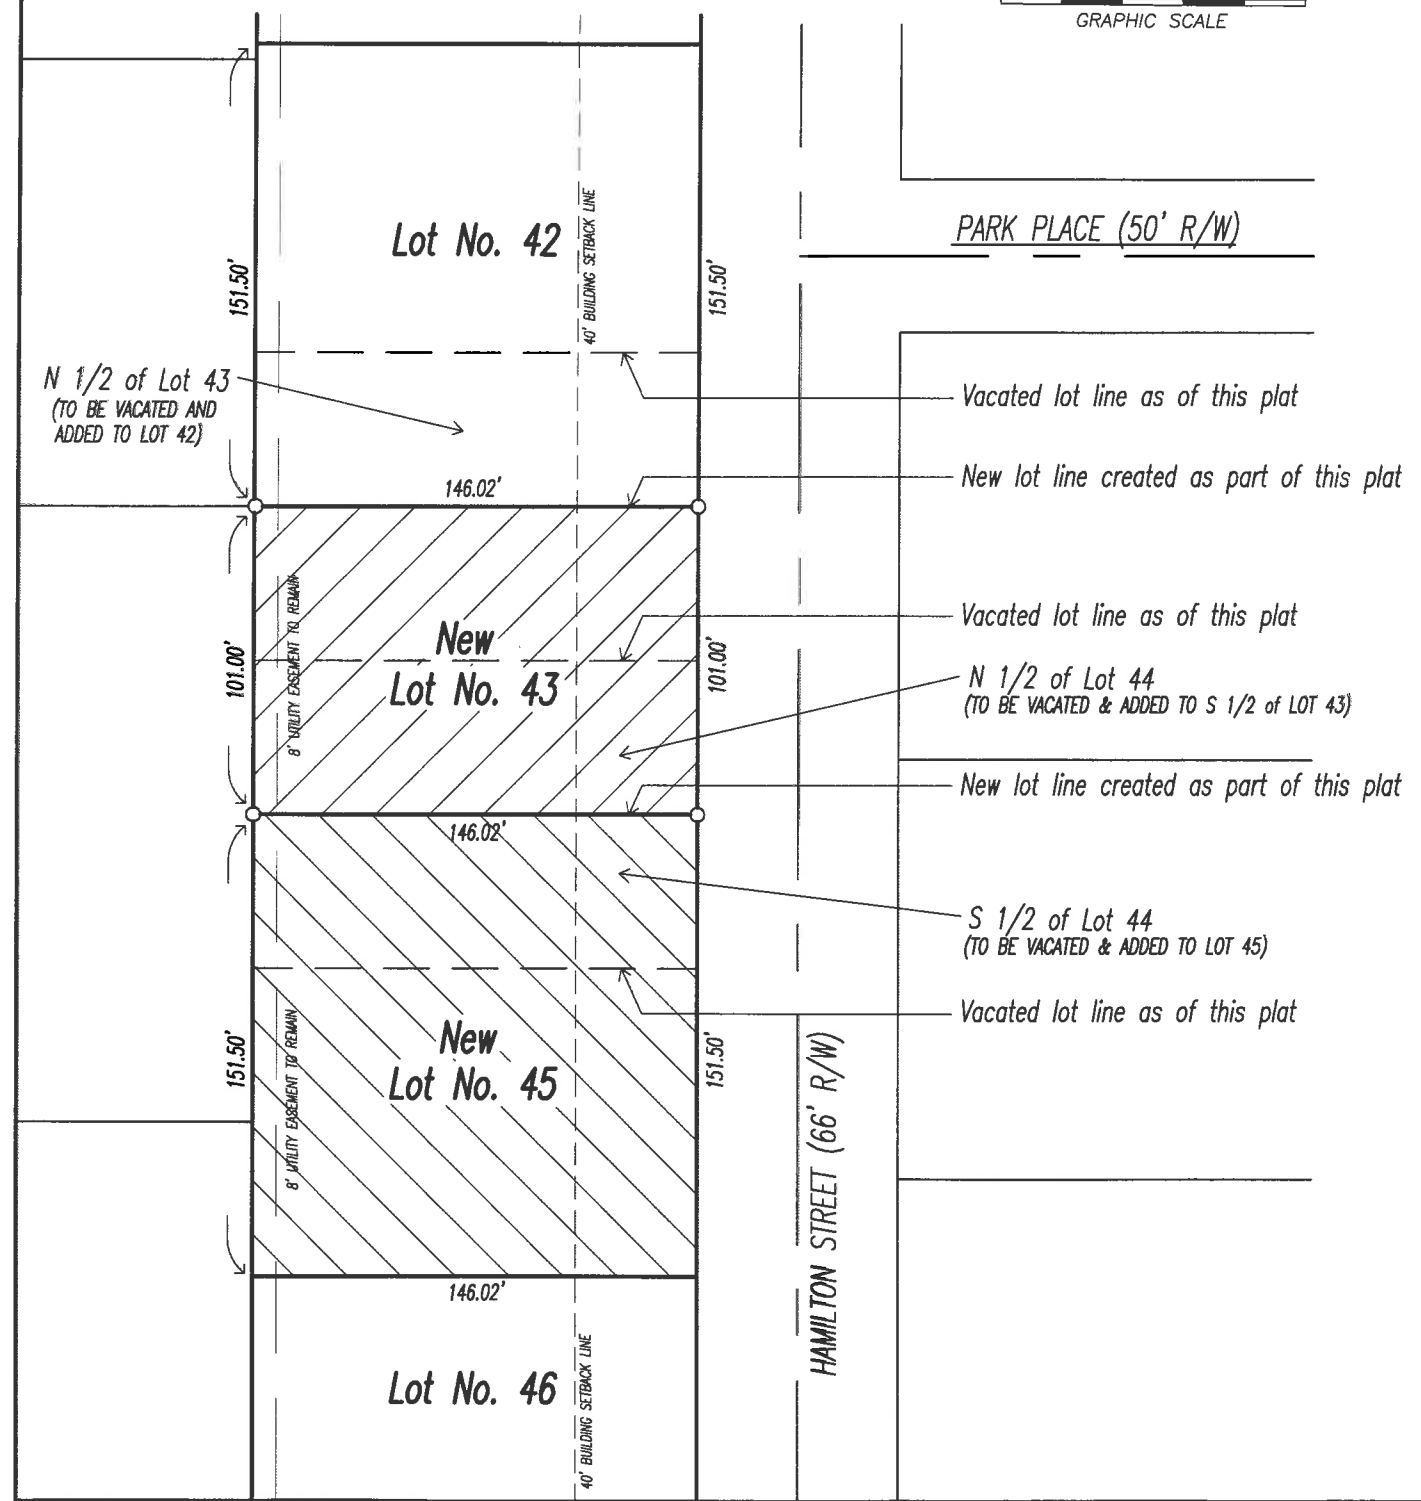 GRAPHIC SCALE
PARK PLACE (50' R/W)
Lot No. 42
40' BUILDING SETBACK LINE
151.50'
151.50'
N 1/2 of Lot 43
(TO BE VACATED AND
ADDED TO LOT 42)
Vacated lot line as of this plat
New lot line created as part of this plat
146.02'
8' UTILITY EASEMENT TO REMAIN
New
Lot No. 43
101.00'
101.00'
Vacated lot line as of this plat
N 1/2 of Lot 44
(TO BE VACATED & ADDED TO S 1/2 of LOT 43)
New lot line created as part of this plat
146.02'
S 1/2 of Lot 44
(TO BE VACATED & ADDED TO LOT 45)
Vacated lot line as of this plat
New
Lot No. 45
151.50'
151.50'
8' UTILITY EASEMENT TO REMAIN
HAMILTON STREET (66' R/W)
146.02'
Lot No. 46
40' BUILDING SETBACK LINE